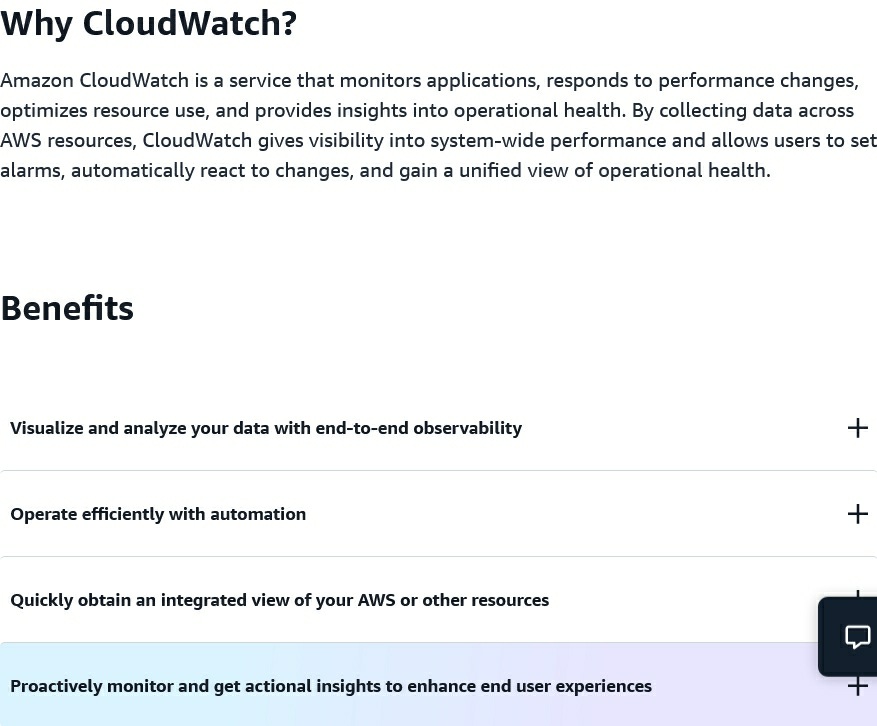 Why CloudWatch?
Amazon CloudWatch is a service that monitors applications, responds to performance changes,
optimizes resource use, and provides insights into operational health. By collecting data across
AWS resources, CloudWatch gives visibility into system-wide performance and allows users to set
alarms, automatically react to changes, and gain a unified view of operational health.
Benefits
Visualize and analyze your data with end-to-end observability
Operate efficiently with automation
Quickly obtain an integrated view of your AWS or other resources
Proactively monitor and get actional insights to enhance end user experiences